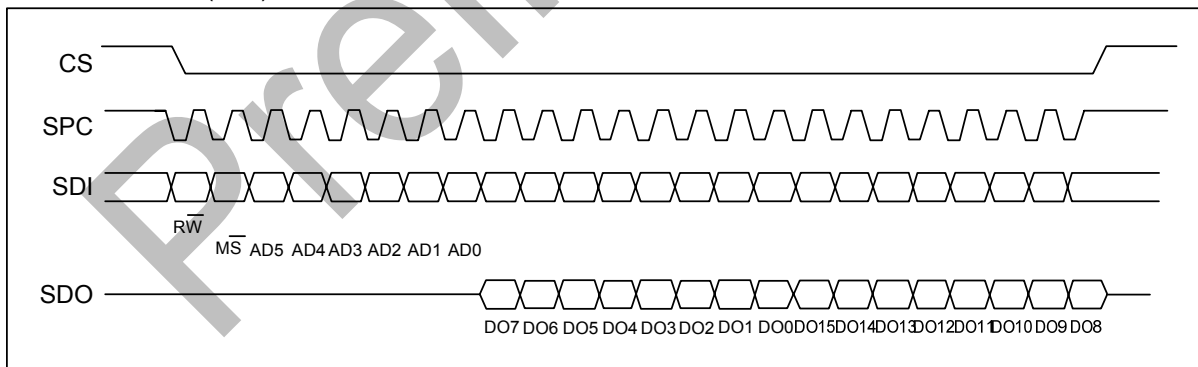 CS
SPC
SDI
RW̅
MS̅ AD5 AD4 AD3 AD2 AD1 AD0
SDO
DO7 DO6 DO5 DO4 DO3 DO2 DO1 DO0 DO15 DO14 DO13 DO12 DO11 DO10 DO9 DO8